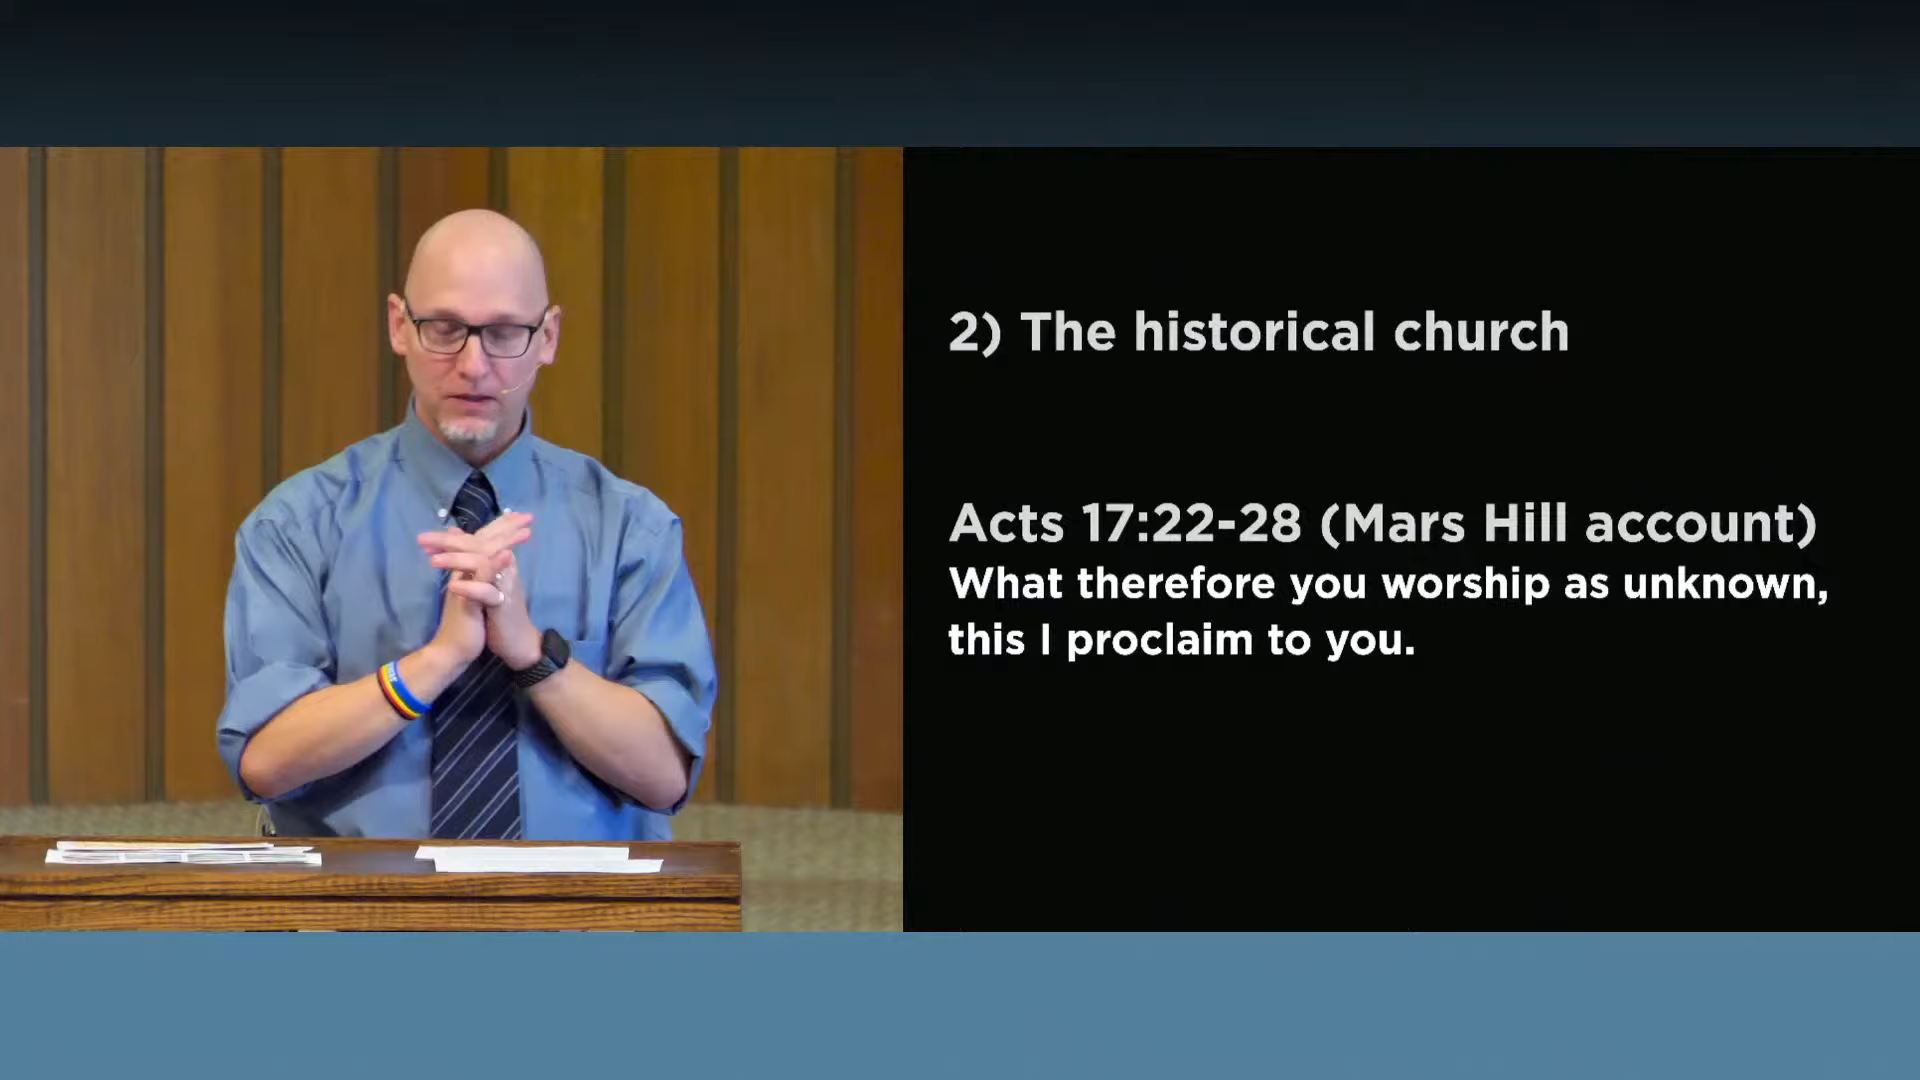 2) The historical church
Acts 17:22-28 (Mars Hill account)
What therefore you worship as unknown,
this I proclaim to you.